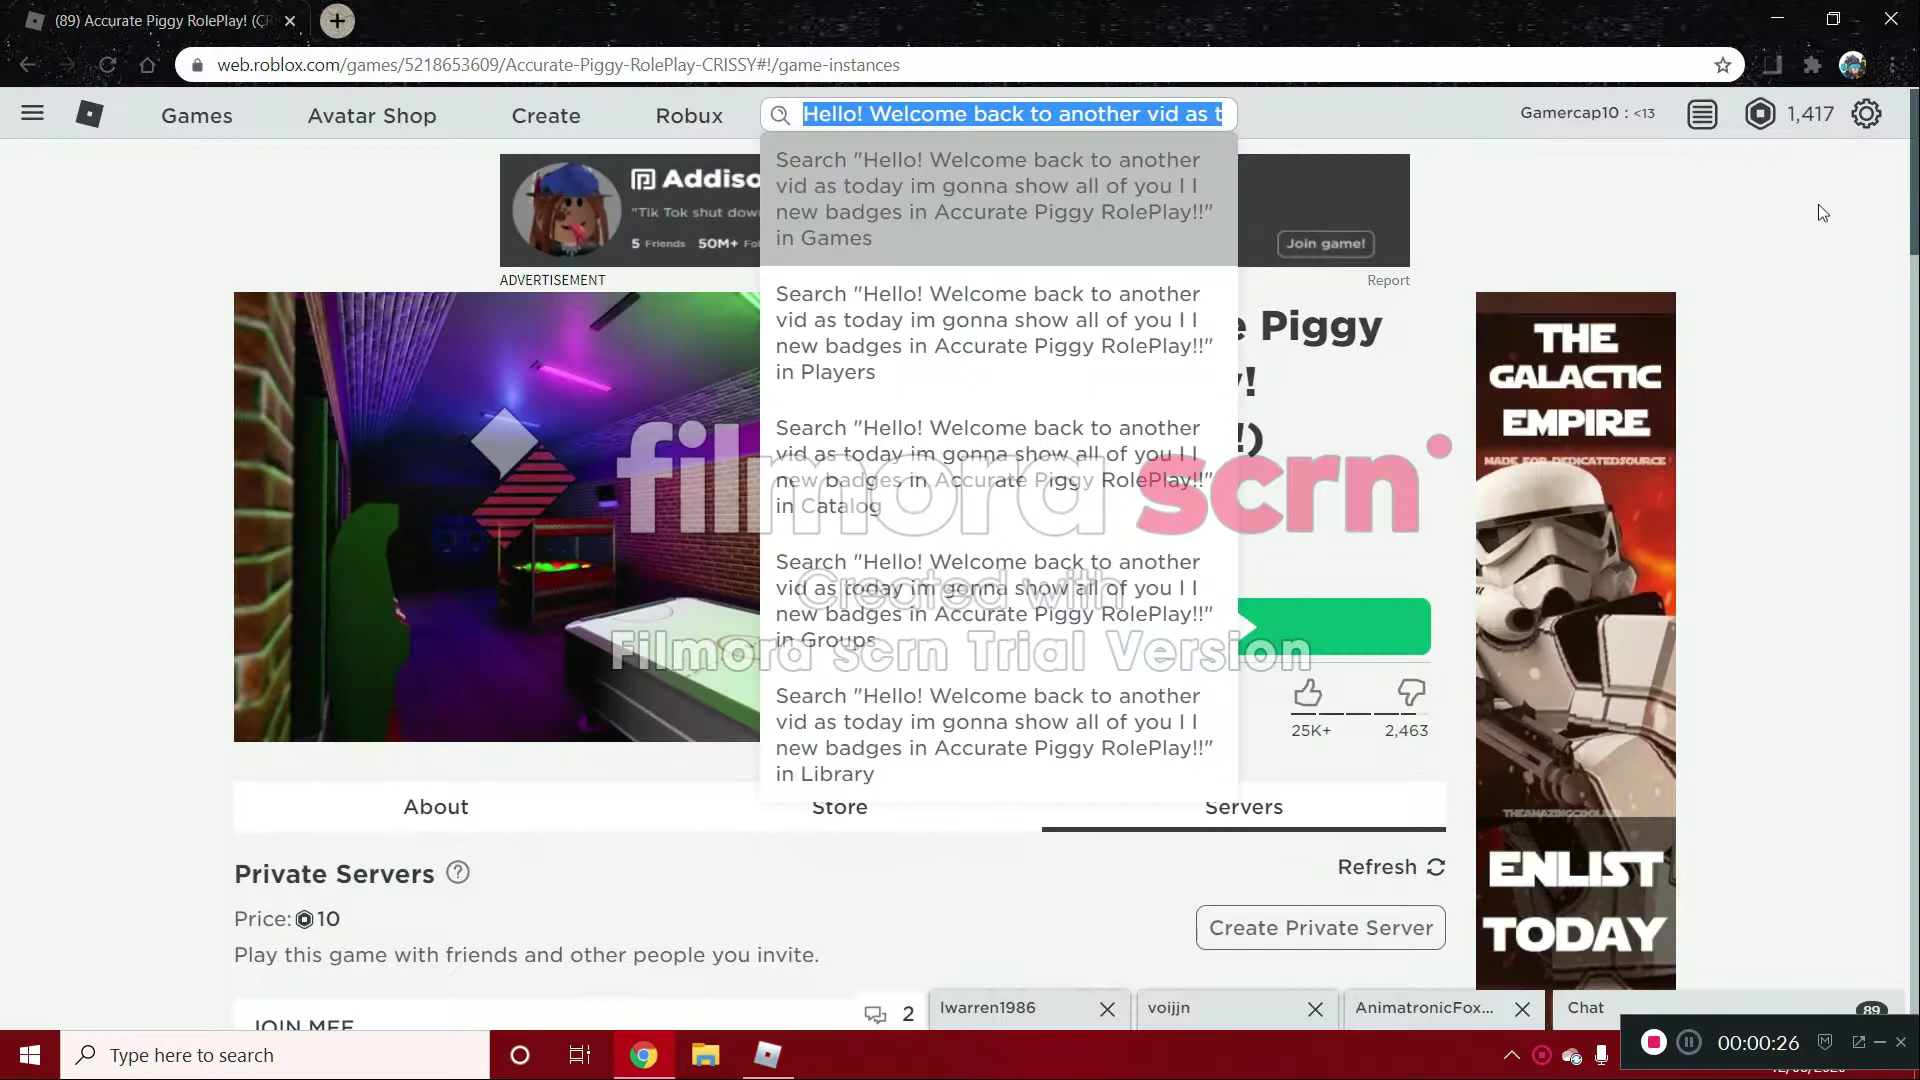 (89) Accurate Piggy RolePlay! (CR
web.roblox.com/games/5218653609/Accurate-Piggy-RolePlay-CRISSY#!/game-instances
Games
Avatar Shop
Create
Robux
Hello! Welcome back to another vid as t
Gamercap10 : <13
1,417
Addiso
"Tik Tok shut dow
5 Friends 50M+ Fol
Join game!
ADVERTISEMENT
Report
Search "Hello! Welcome back to another
vid as today im gonna show all of you I I
new badges in Accurate Piggy RolePlay!!"
in Games
Search "Hello! Welcome back to another
vid as today im gonna show all of you I I
new badges in Accurate Piggy RolePlay!!"
in Players
Search "Hello! Welcome back to another
vid as today im gonna show all of you I I
new badges in Accurate Piggy RolePlay!!"
in Catalog
Search "Hello! Welcome back to another
vid as today im gonna show all of you I I
new badges in Accurate Piggy RolePlay!!"
in Groups
Search "Hello! Welcome back to another
vid as today im gonna show all of you I I
new badges in Accurate Piggy RolePlay!!"
in Library
e Piggy
y!
!)
filmora scrn
Created with
Filmora scrn Trial Version
25K+
2,463
THE
GALACTIC
EMPIRE
MADE FOR DEDICATEDSOURCE
ENLIST
TODAY
About
Store
Servers
Private Servers
Refresh
Price: 10
Create Private Server
Play this game with friends and other people you invite.
JOIN MEE
2
lwarren1986
voijjn
AnimatronicFox...
Chat
89
Type here to search
00:00:26